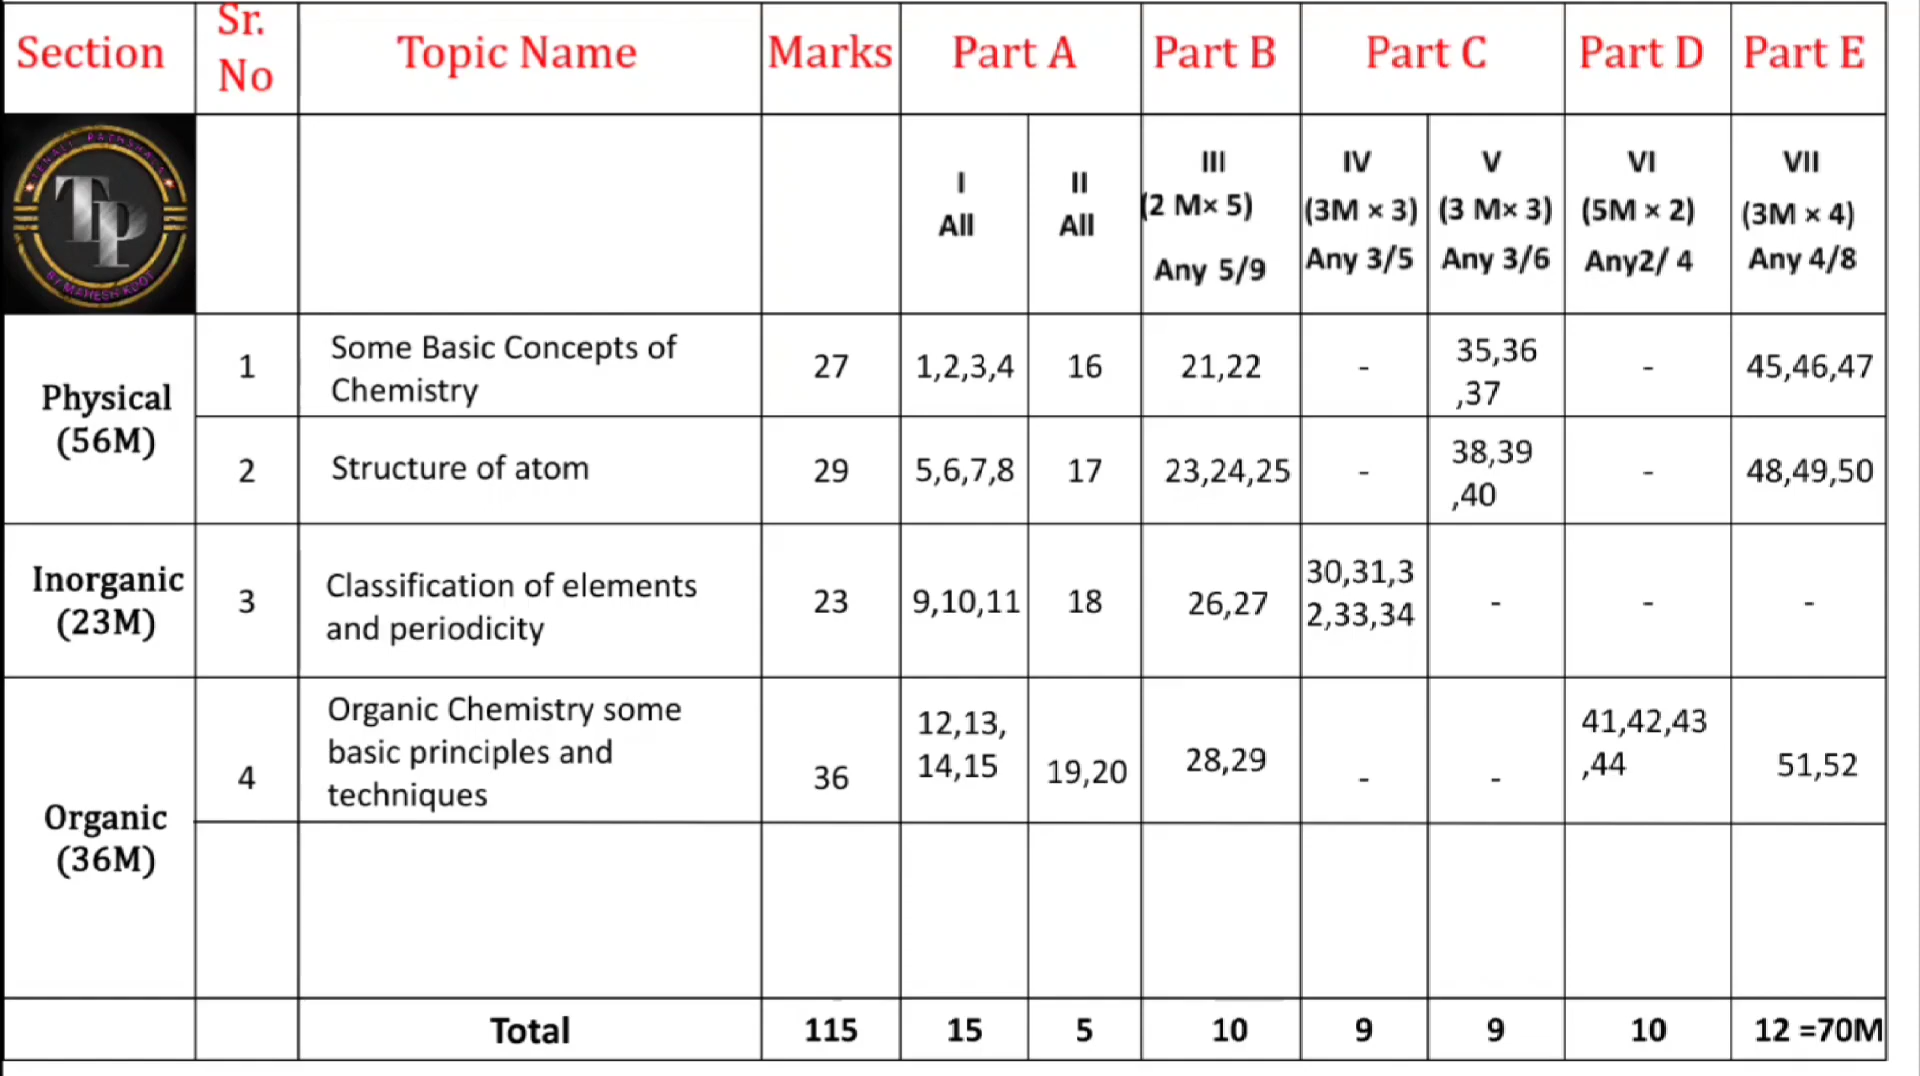 Section
Sr.
No
Topic Name
Marks
Part A
Part B
Part C
Part D
Part E
TENALI PATHSHALA
TP
BY MAHESH KOOT
I
All
II
All
III
(2 M× 5)
Any 5/9
IV
(3M × 3)
Any 3/5
V
(3 M× 3)
Any 3/6
VI
(5M × 2)
Any2/ 4
VII
(3M × 4)
Any 4/8
Physical
(56M)
1
Some Basic Concepts of
Chemistry
27
1,2,3,4
16
21,22
-
35,36
,37
-
45,46,47
2
Structure of atom
29
5,6,7,8
17
23,24,25
-
38,39
,40
-
48,49,50
Inorganic
(23M)
3
Classification of elements
and periodicity
23
9,10,11
18
26,27
30,31,3
2,33,34
-
-
-
Organic
(36M)
4
Organic Chemistry some
basic principles and
techniques
36
12,13,
14,15
19,20
28,29
-
-
41,42,43
,44
51,52
Total
115
15
5
10
9
9
10
12 =70M